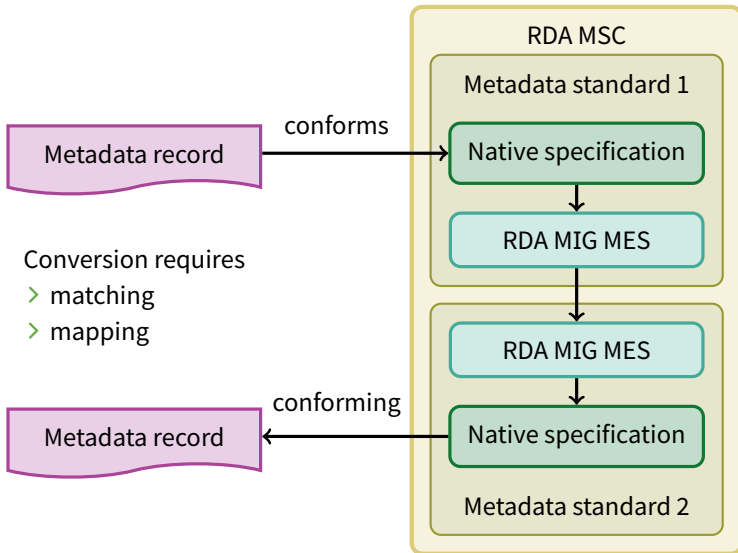 RDA MSC
Metadata standard 1
conforms
Metadata record
Native specification
RDA MIG MES
Conversion requires
> matching
> mapping
RDA MIG MES
conforming
Metadata record
Native specification
Metadata standard 2